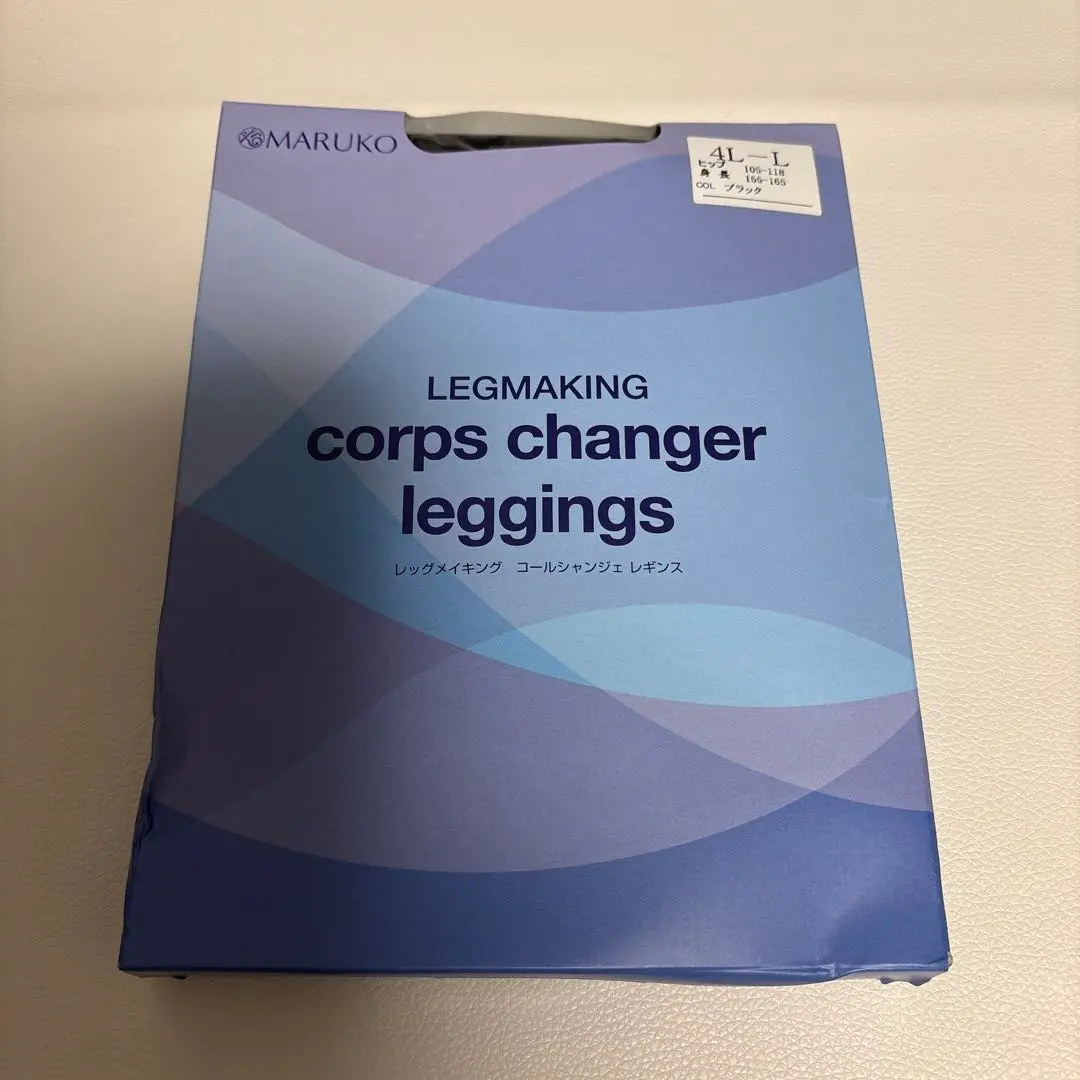 MARUKO
4L-L
ヒップ 105-118
身長 155-165
COL ブラック
LEGMAKING
corps changer
leggings
レッグメイキング コールシャンジェ レギンス